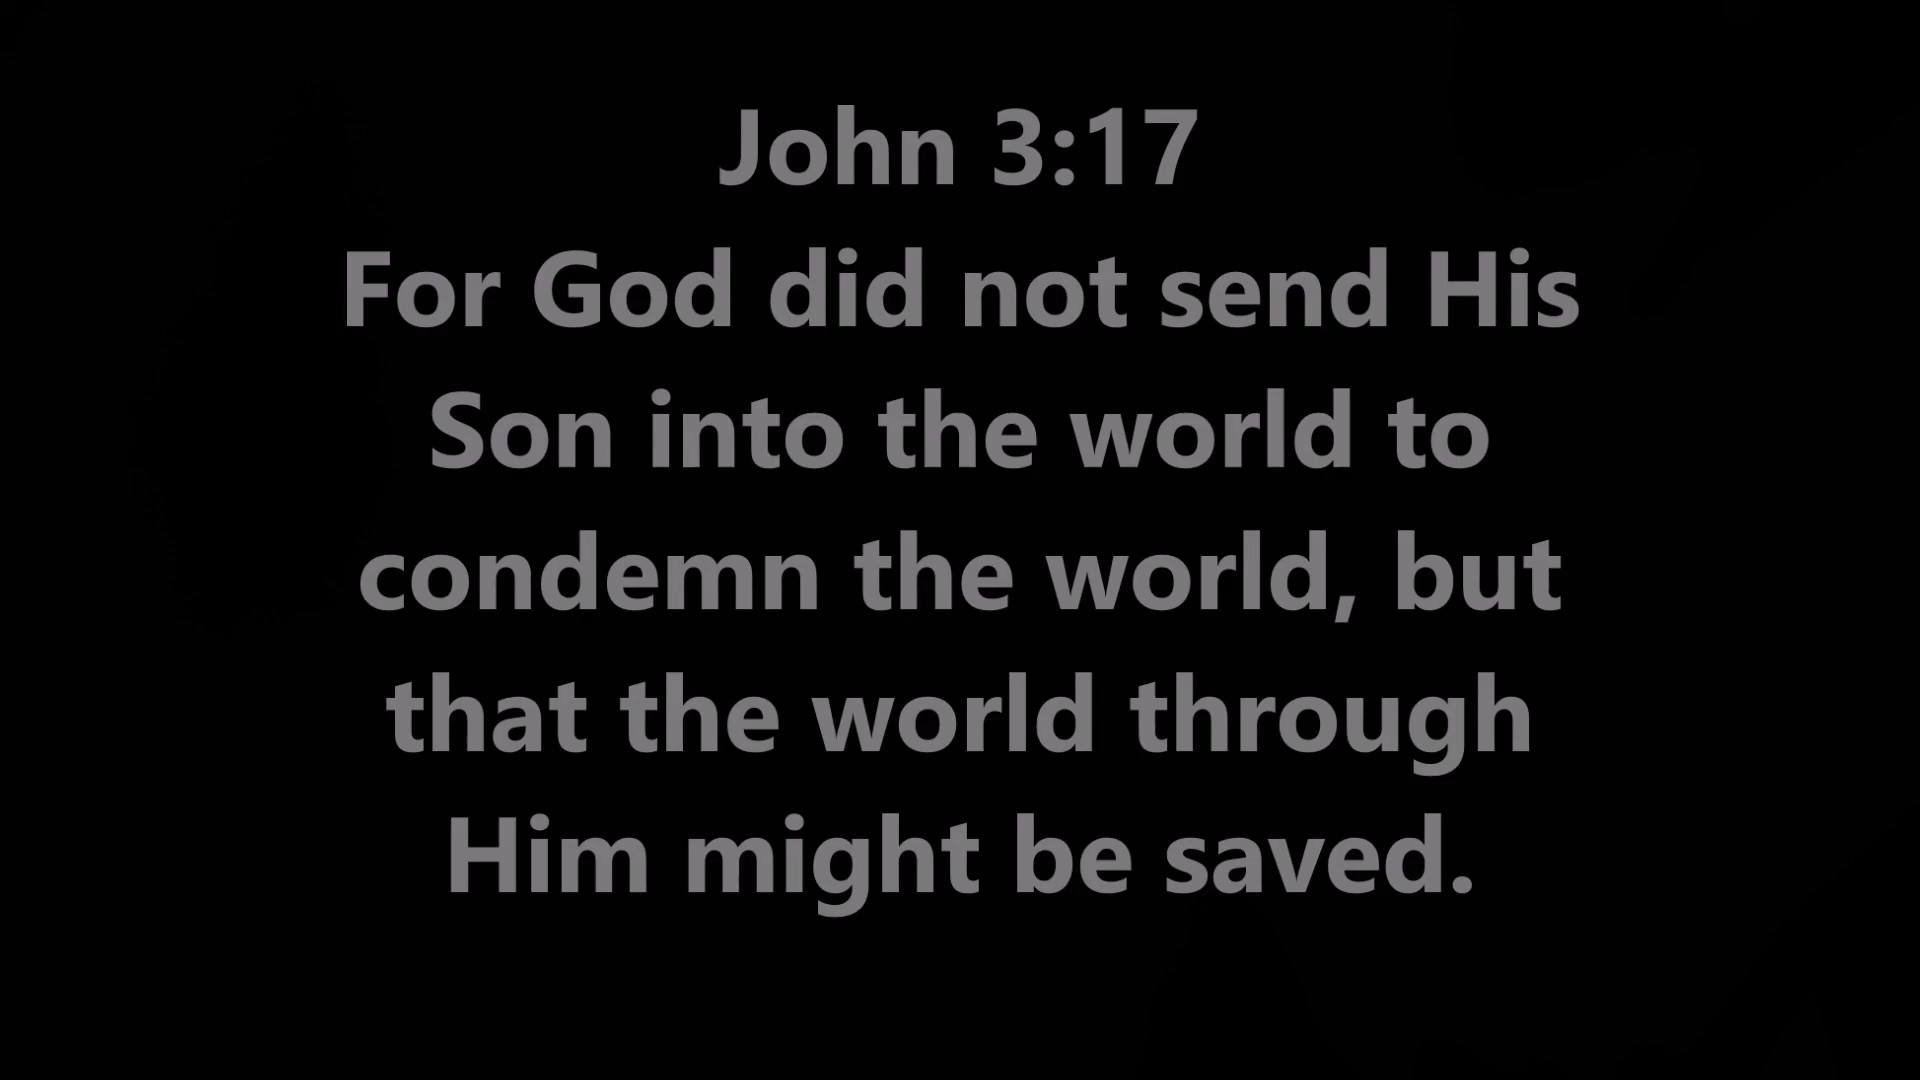 John 3:17
For God did not send His
Son into the world to
condemn the world, but
that the world through
Him might be saved.